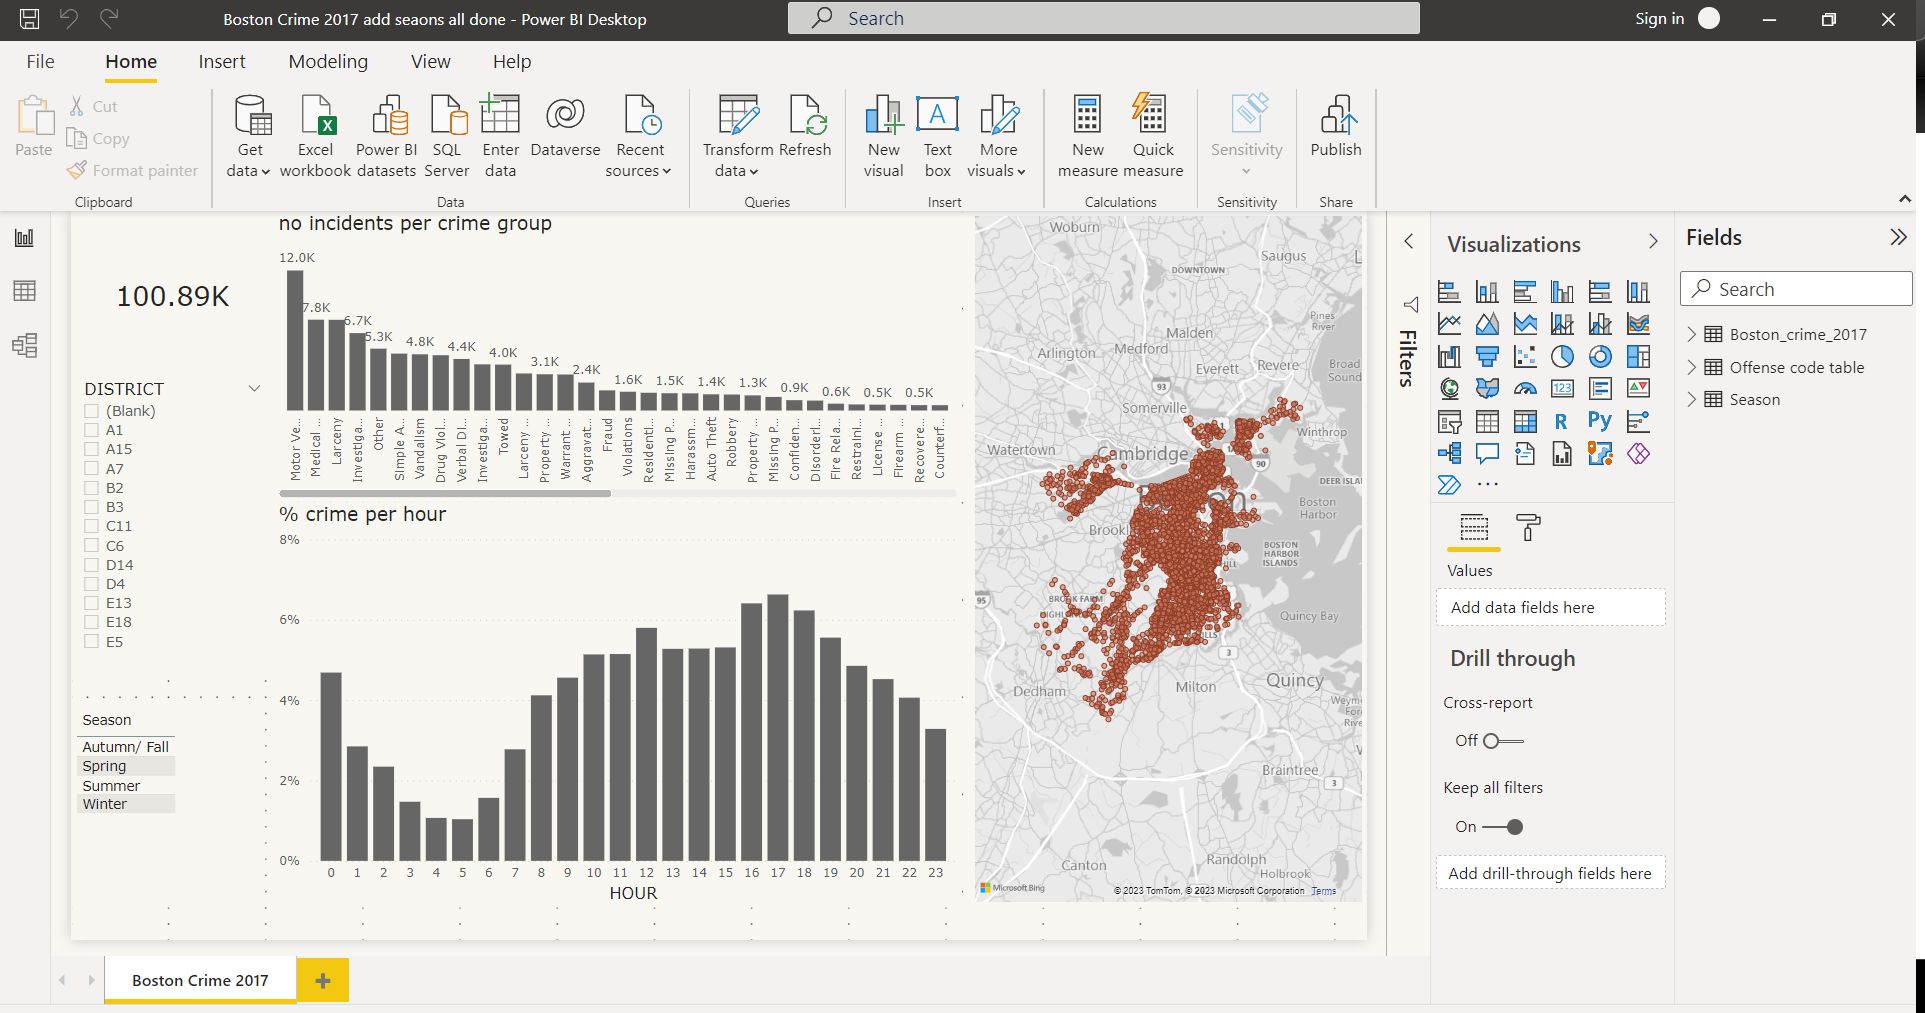 Boston Crime 2017 add seaons all done - Power BI Desktop
Search
Sign in
File Home Insert Modeling View Help
Paste
Cut
Copy
Format painter
Clipboard
Get data
Excel workbook
Power BI datasets
SQL Server
Enter data
Dataverse
Recent sources
Data
Transform data
Refresh
Queries
New visual
Text box
More visuals
Insert
New measure
Quick measure
Calculations
Sensitivity
Sensitivity
Publish
Share
100.89K
DISTRICT
(Blank)
A1
A15
A7
B2
B3
C11
C6
D14
D4
E13
E18
E5
Season
Autumn/ Fall
Spring
Summer
Winter
no incidents per crime group
12.0K
7.8K
6.7K
5.3K
4.8K
4.4K
4.0K
3.1K
2.4K
1.6K
1.5K
1.4K
1.3K
0.9K
0.6K
0.5K
0.5K
Motor Ve...
Medical ...
Larceny
Investiga...
Other
Simple A...
Vandalism
Drug Viol...
Verbal Di...
Investiga...
Towed
Larceny ...
Property ...
Warrant ...
Aggravat...
Fraud
Violations
Residenti...
Missing P...
Harassm...
Auto Theft
Robbery
Property ...
Missing P...
Confiden...
Disorderl...
Fire Rela...
Restraini...
License ...
Firearm ...
Recovere...
Counterf...
% crime per hour
8%
6%
4%
2%
0%
0 1 2 3 4 5 6 7 8 9 10 11 12 13 14 15 16 17 18 19 20 21 22 23
HOUR
Woburn
Saugus
DOWNTOWN
Pines River
Malden
Arlington
Medford
Everett
Revere
Broad Sound
93
Somerville
Winthrop
Watertown
Cambridge
90
DEER ISLA
Boston Harbor
Brookl
BOSTON HARBOR ISLANDS
95
BROOK FARM
Quincy Bay
3
Dedham
Milton
Quincy
Weym
Fore
Rive
Braintree
3
Canton
Randolph
Holbrook
Microsoft Bing
© 2023 TomTom, © 2023 Microsoft Corporation Terms
Filters
Visualizations
123
R
Py
Values
Add data fields here
Drill through
Cross-report
Off
Keep all filters
On
Add drill-through fields here
Fields
Search
Boston_crime_2017
Offense code table
Season
Boston Crime 2017